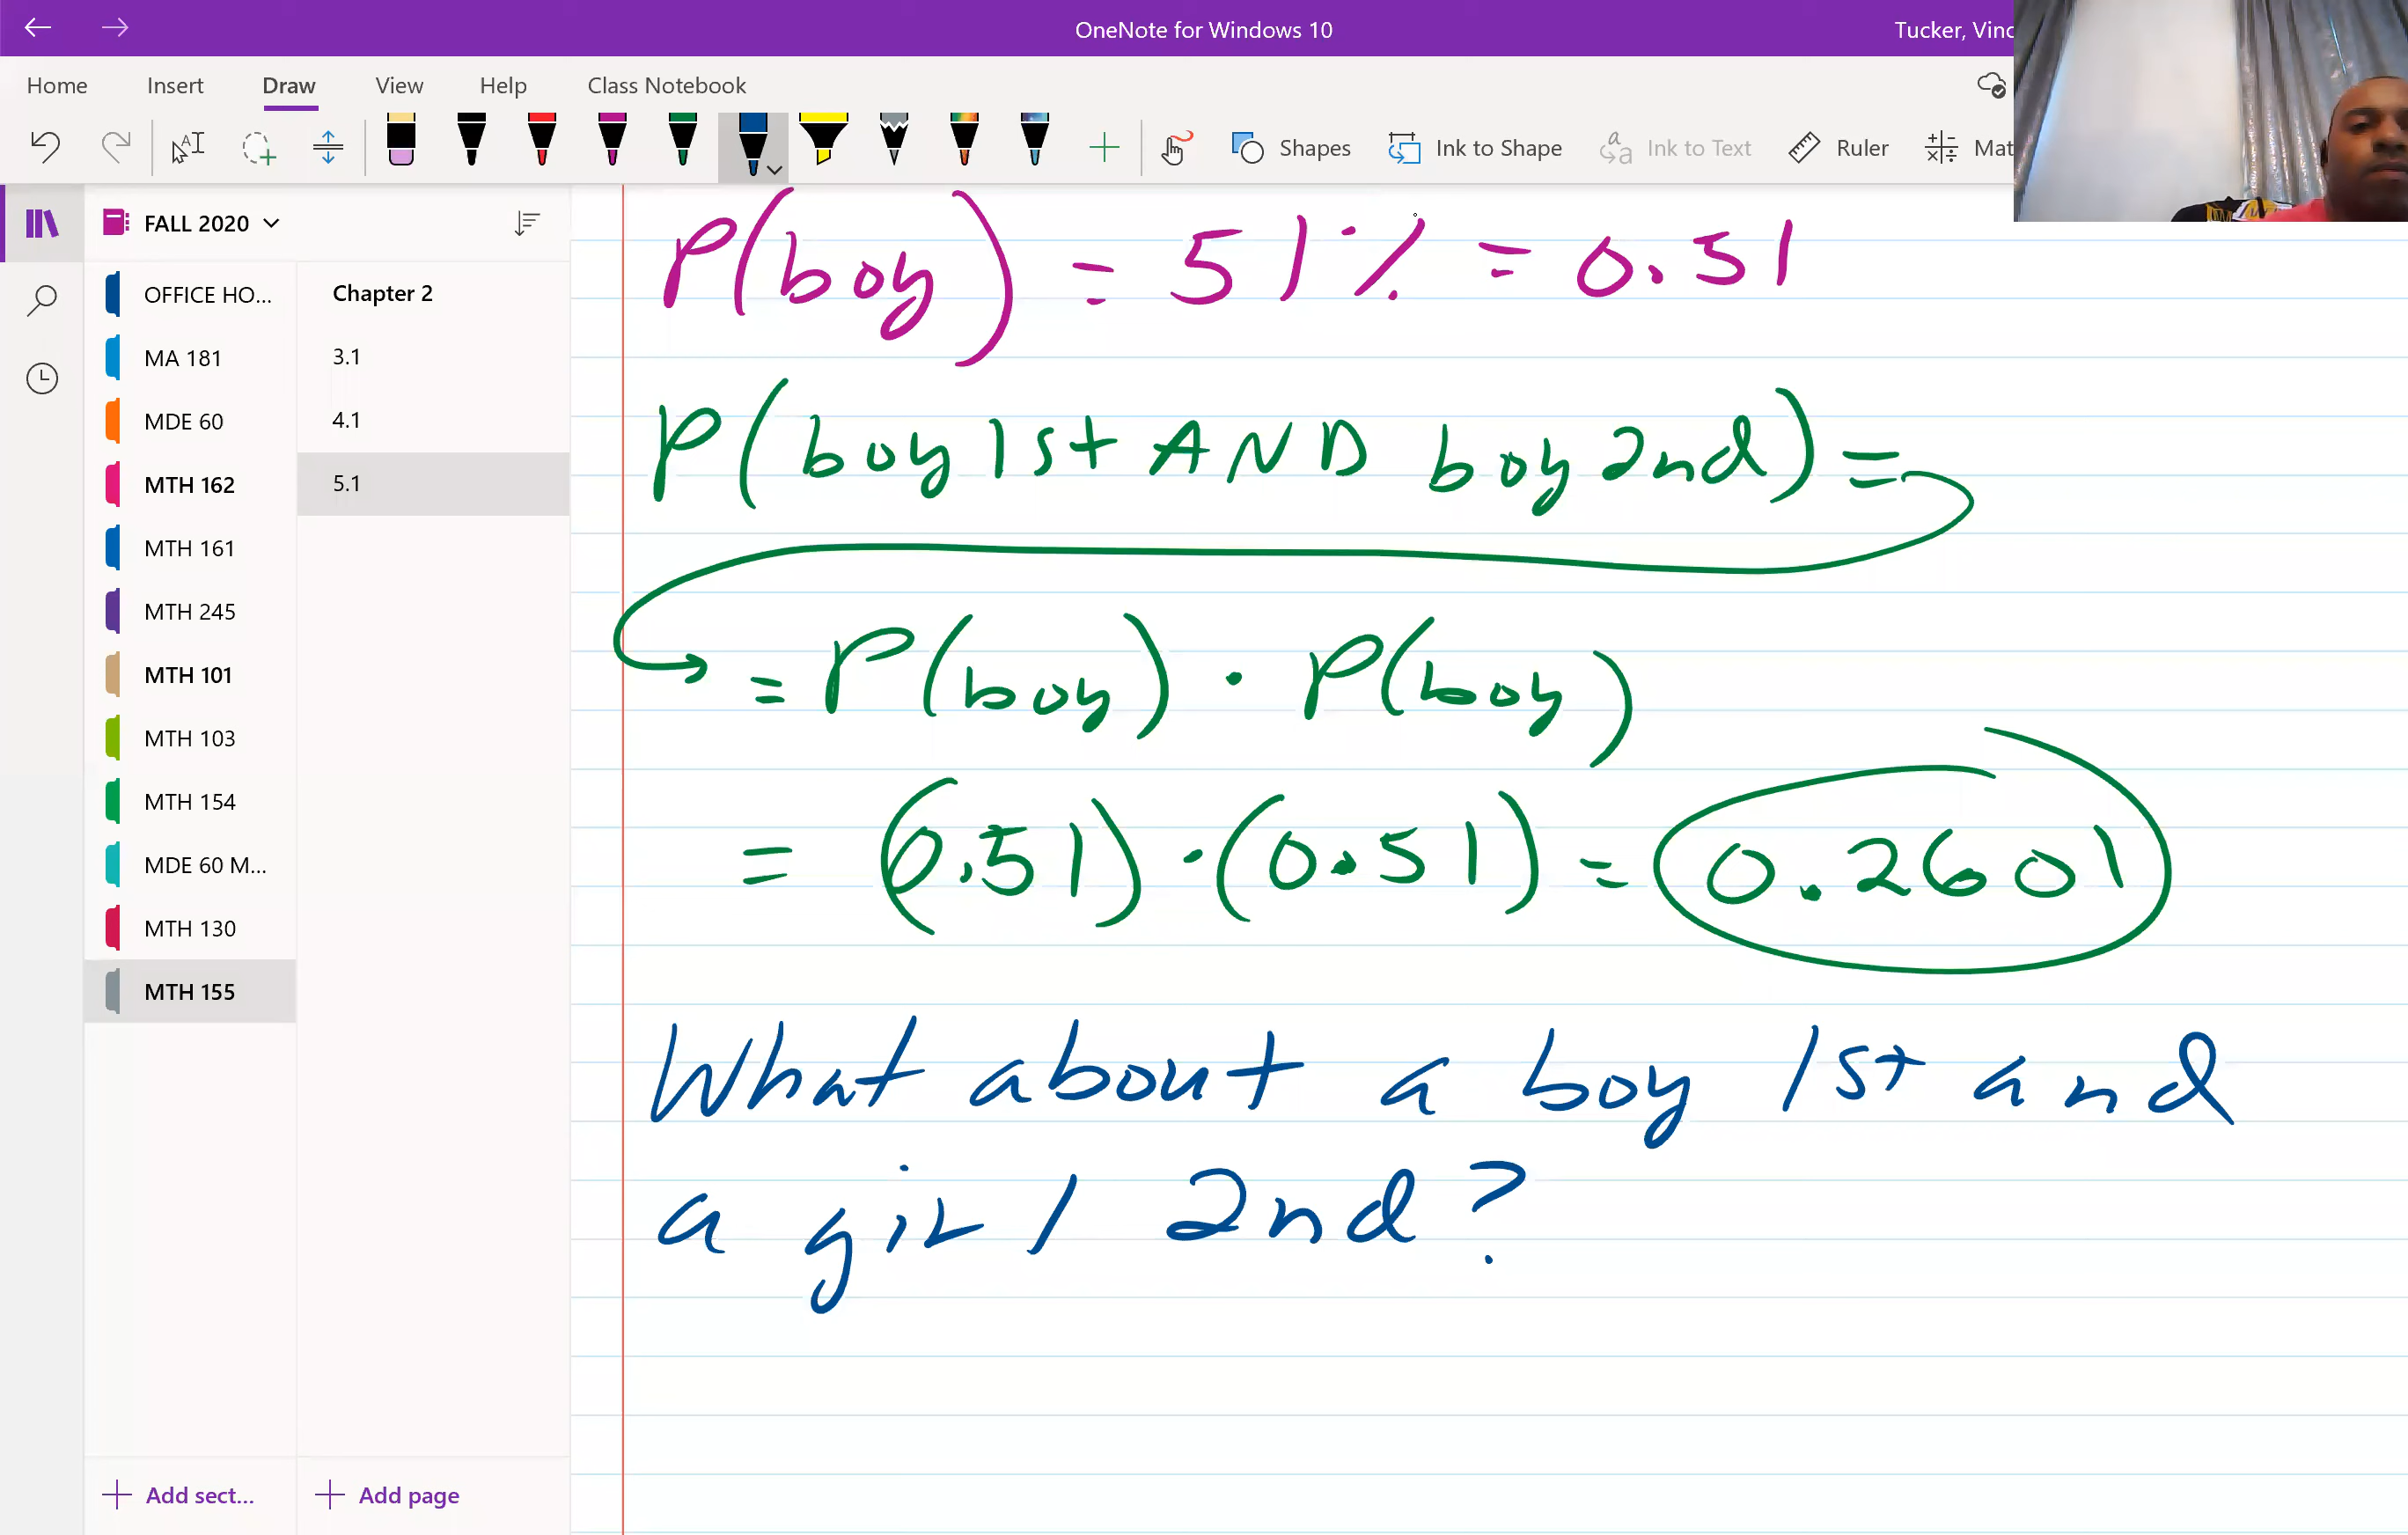 OneNote for Windows 10
Tucker, Vinc
Home Insert Draw View Help Class Notebook
Shapes Ink to Shape Ink to Text Ruler Mat
FALL 2020
OFFICE HO...
MA 181
MDE 60
MTH 162
MTH 161
MTH 245
MTH 101
MTH 103
MTH 154
MDE 60 M...
MTH 130
MTH 155
Add sect...
Chapter 2
3.1
4.1
5.1
Add page
P(boy) = 51% = 0.51
P(boy 1st AND boy 2nd) =
= P(boy) · P(boy)
= (0.51) · (0.51) = 0.2601
What about a boy 1st and
a girl 2nd?